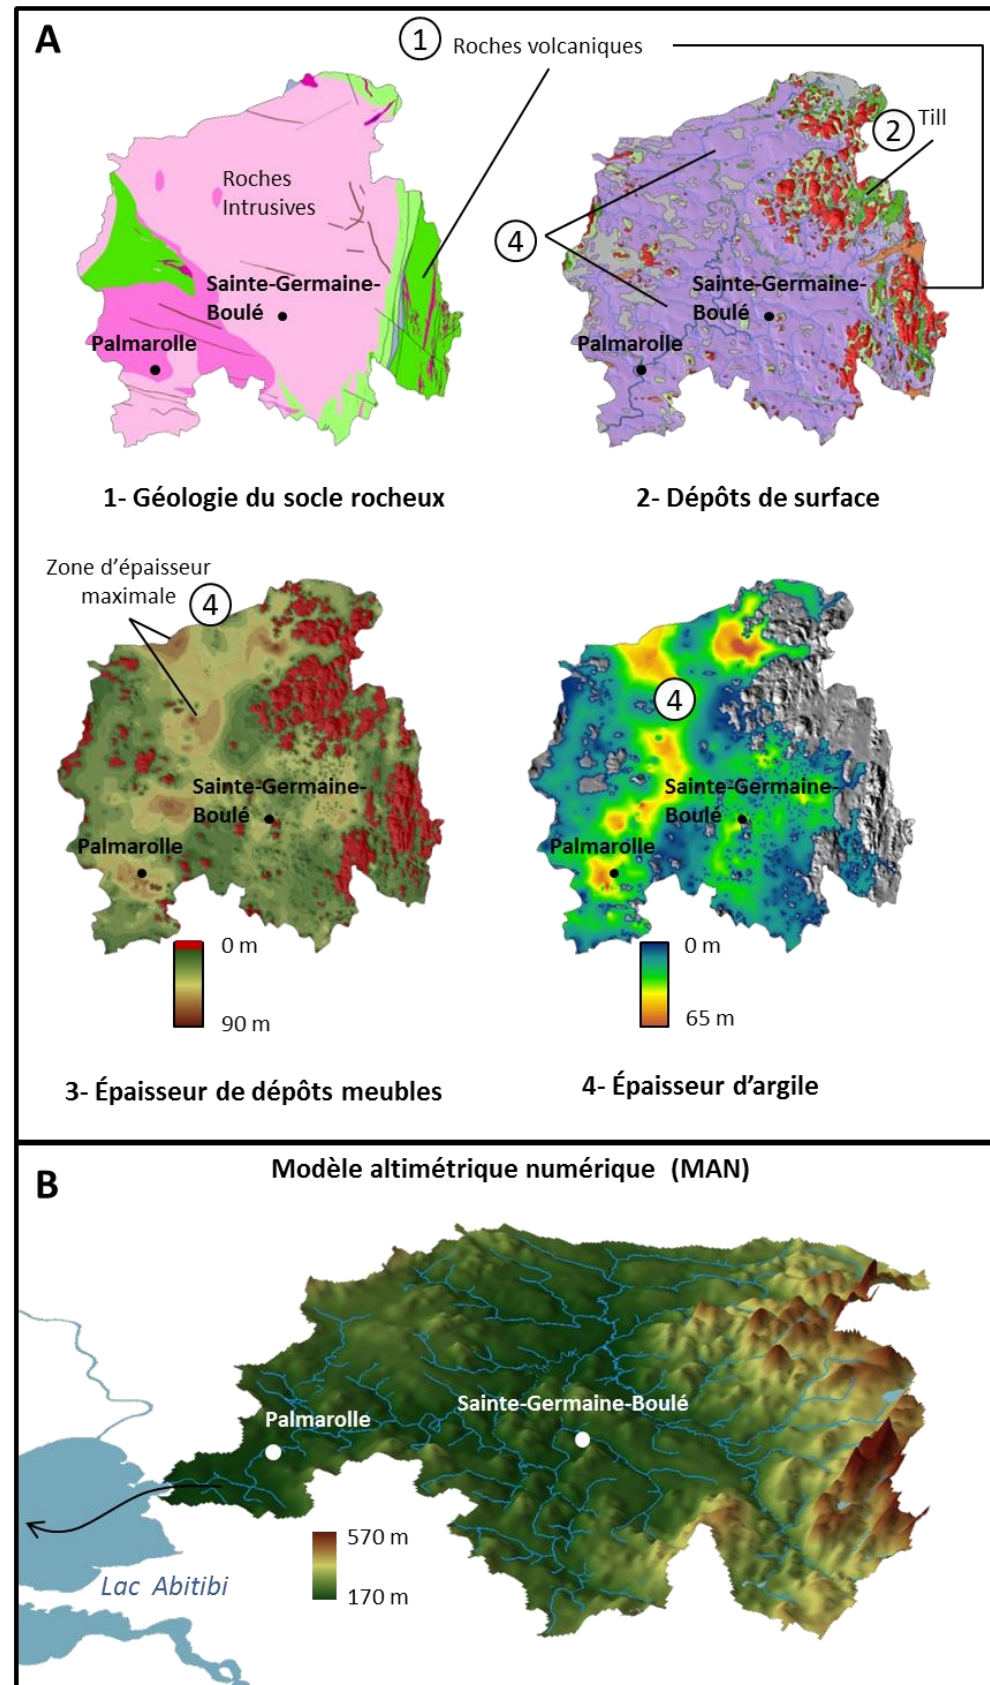 A
1 Roches volcaniques
2 Till
Roches
Intrusives
4
Sainte-Germaine-
Boulé
Palmarolle
Sainte-Germaine-
Boulé
Palmarolle
1- Géologie du socle rocheux
2- Dépôts de surface
Zone d'épaisseur
maximale
4
4
Sainte-Germaine-
Boulé
Palmarolle
Sainte-Germaine-
Boulé
Palmarolle
0 m
90 m
0 m
65 m
3- Épaisseur de dépôts meubles
4- Épaisseur d'argile
B
Modèle altimétrique numérique (MAN)
Palmarolle
Sainte-Germaine-Boulé
570 m
170 m
Lac Abitibi